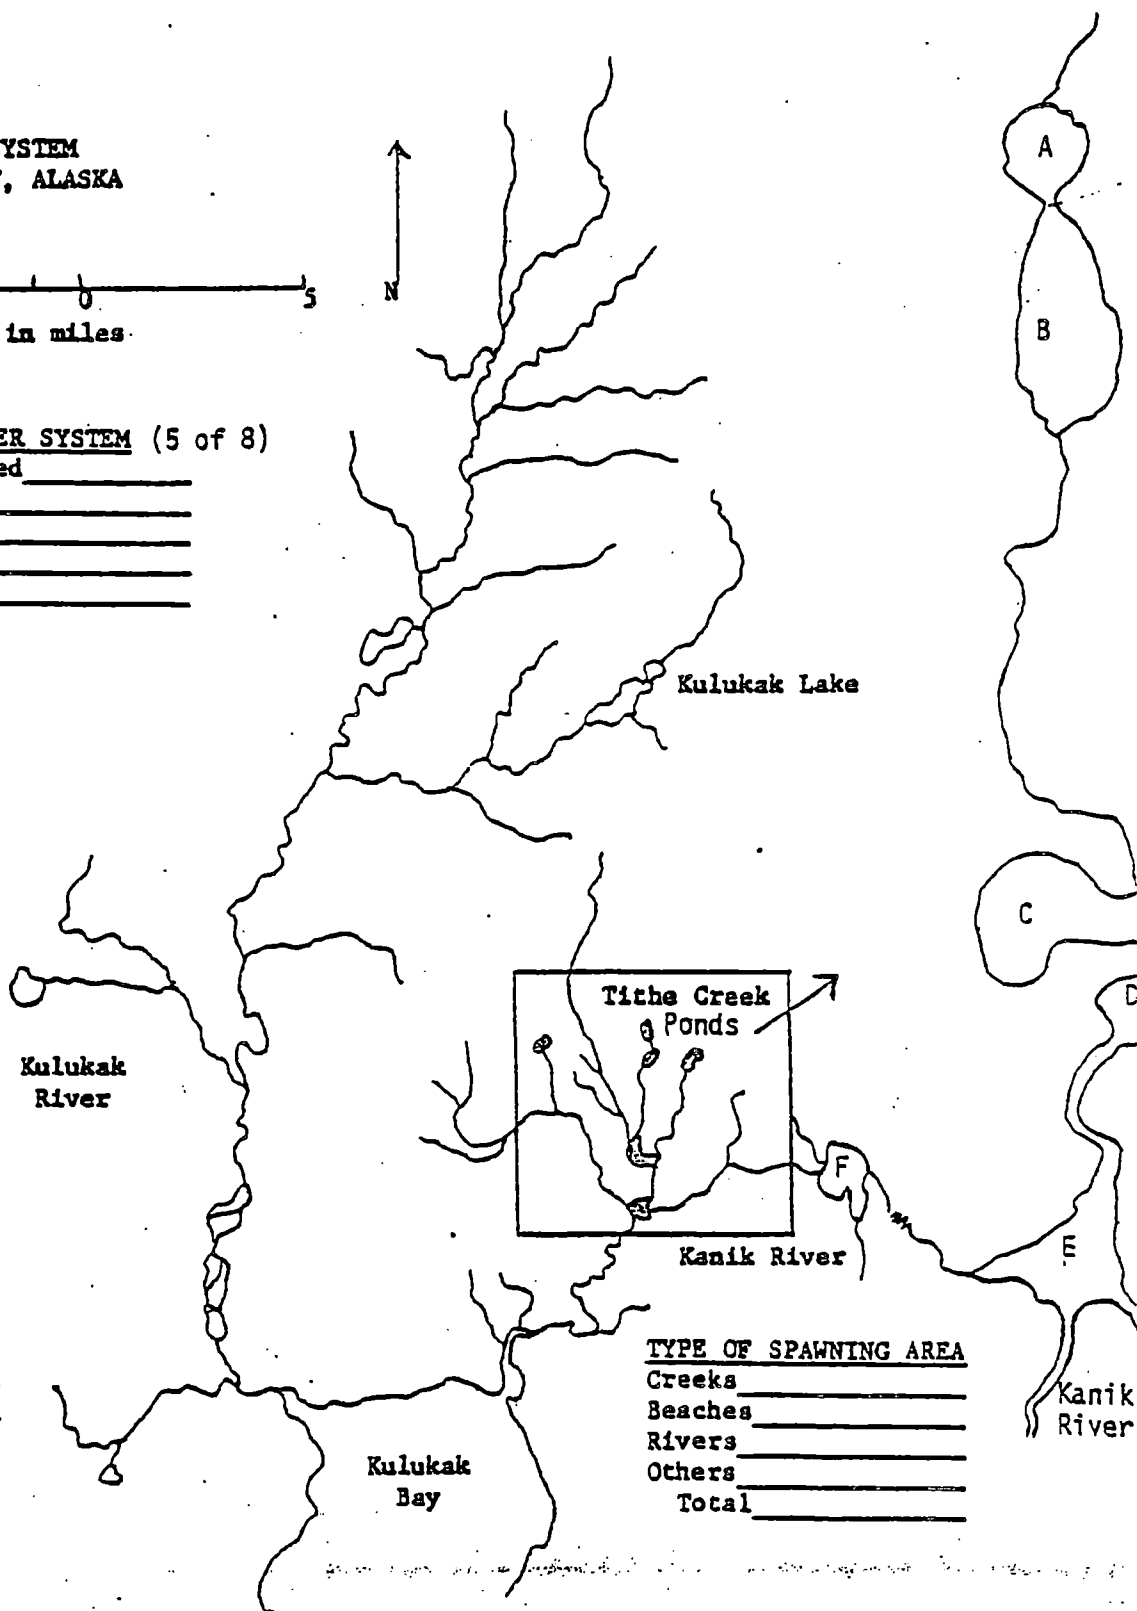 YSTEM
, ALASKA
N
0 5
in miles
ER SYSTEM (5 of 8)
ed
A
B
Kulukak Lake
C
Tithe Creek
Ponds
D
Kulukak
River
F
E
Kanik River
TYPE OF SPAWNING AREA
Creeks
Beaches
Rivers
Others
Total
Kanik
River
Kulukak
Bay